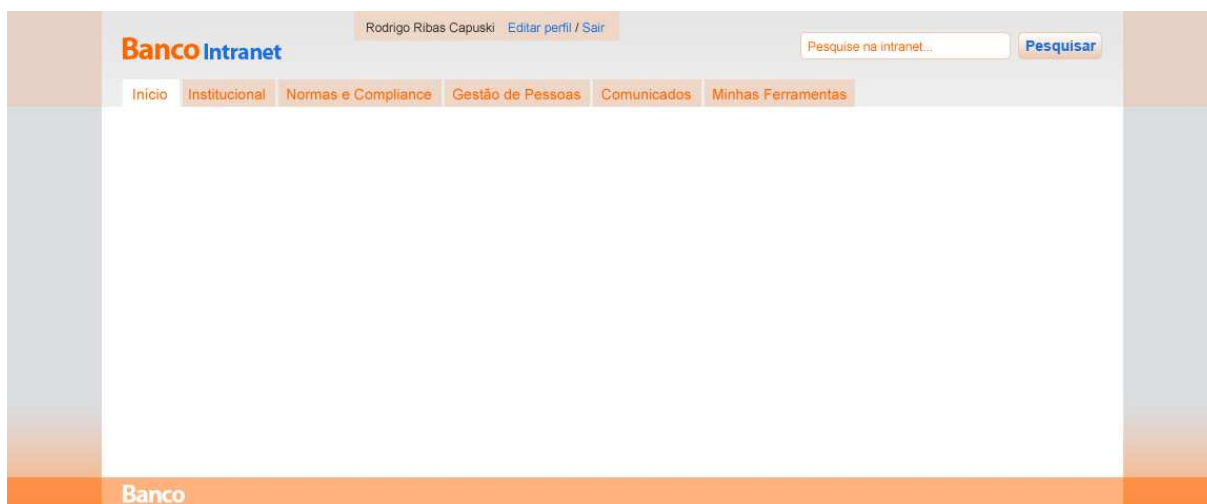 Rodrigo Ribas Capuski Editar perfil / Sair
Banco Intranet
Pesquise na intranet...
Pesquisar
Início Institucional Normas e Compliance Gestão de Pessoas Comunicados Minhas Ferramentas
Banco